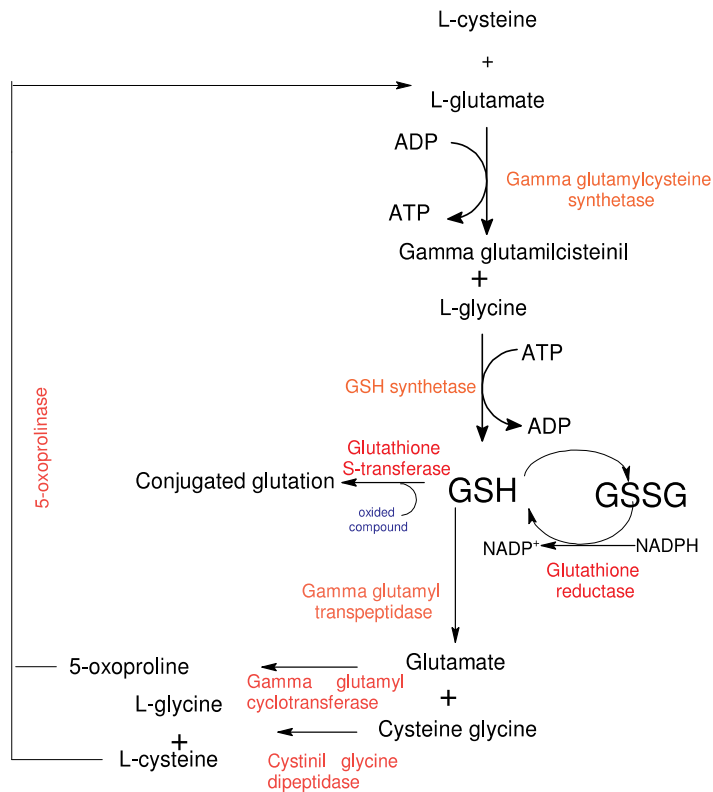 L-cysteine
+
L-glutamate
ADP
Gamma glutamylcysteine
synthetase
ATP
Gamma glutamilcisteinil
+
L-glycine
ATP
GSH synthetase
ADP
5-oxoprolinase
Glutathione
S-transferase
Conjugated glutation
GSH
GSSG
oxided
compound
NADP+
NADPH
Glutathione
reductase
Gamma glutamyl
transpeptidase
Glutamate
5-oxoproline
Gamma glutamyl
cyclotransferase
L-glycine
+
+
Cysteine glycine
L-cysteine
Cystinil glycine
dipeptidase